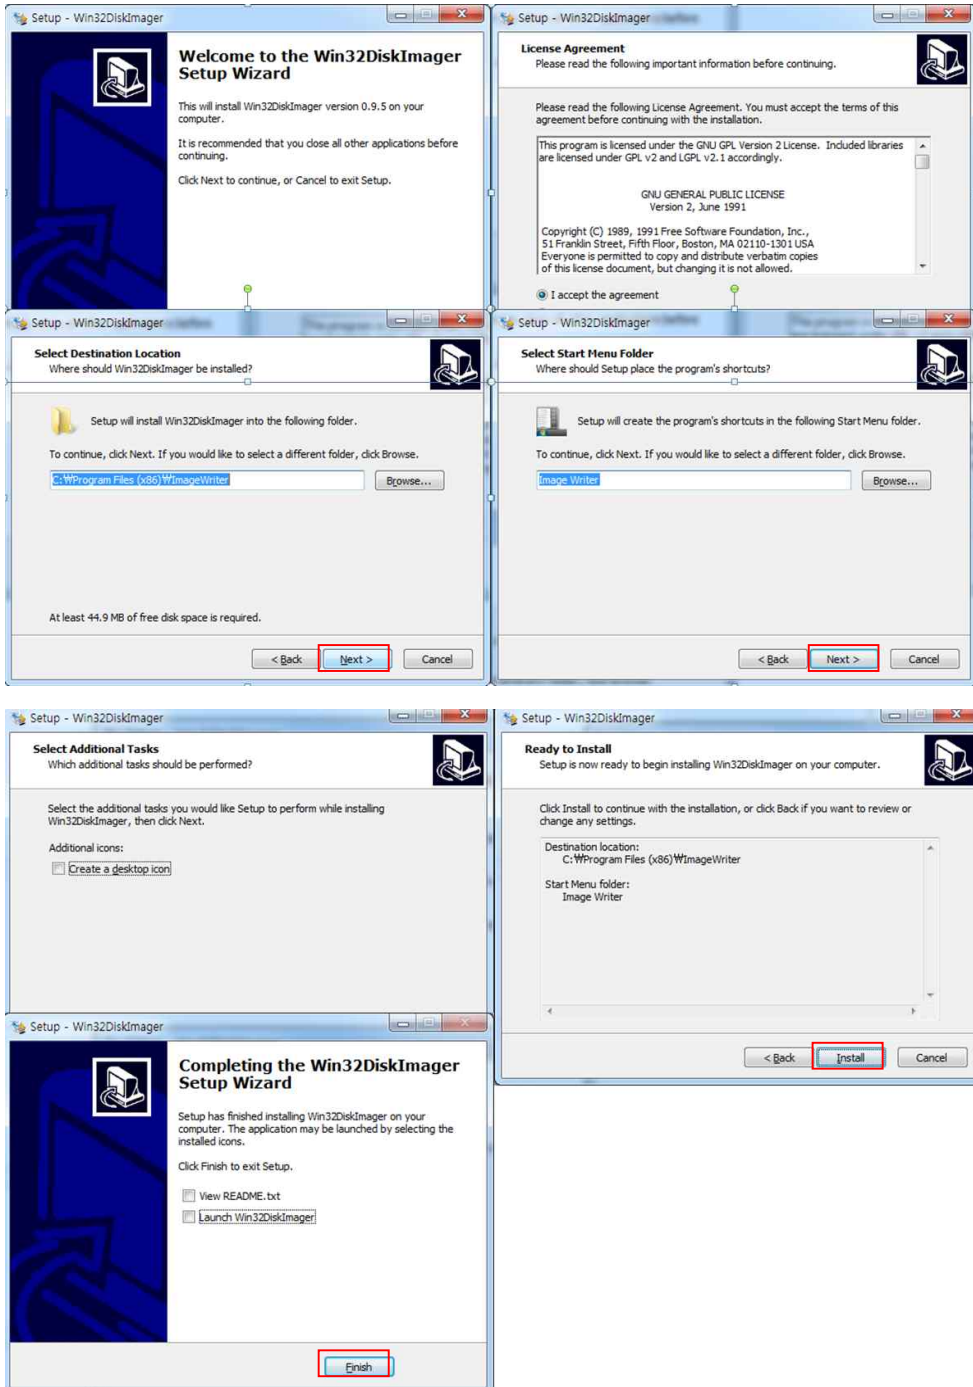 Setup - Win32DiskImager
Welcome to the Win32DiskImager
Setup Wizard
This will install Win32DiskImager version 0.9.5 on your
computer.
It is recommended that you close all other applications before
continuing.
Click Next to continue, or Cancel to exit Setup.
Setup - Win32DiskImager
License Agreement
Please read the following important information before continuing.
Please read the following License Agreement. You must accept the terms of this
agreement before continuing with the installation.
This program is licensed under the GNU GPL Version 2 License. Included libraries
are licensed under GPL v2 and LGPL v2.1 accordingly.
GNU GENERAL PUBLIC LICENSE
Version 2, June 1991
Copyright (C) 1989, 1991 Free Software Foundation, Inc.,
51 Franklin Street, Fifth Floor, Boston, MA 02110-1301 USA
Everyone is permitted to copy and distribute verbatim copies
of this license document, but changing it is not allowed.
I accept the agreement
Setup - Win32DiskImager
Select Destination Location
Where should Win32DiskImager be installed?
Setup will install Win32DiskImager into the following folder.
To continue, click Next. If you would like to select a different folder, click Browse.
C:₩Program Files (x86)₩ImageWriter
Browse...
At least 44.9 MB of free disk space is required.
< Back
Next >
Cancel
Setup - Win32DiskImager
Select Start Menu Folder
Where should Setup place the program's shortcuts?
Setup will create the program's shortcuts in the following Start Menu folder.
To continue, click Next. If you would like to select a different folder, click Browse.
Image Writer
Browse...
< Back
Next >
Cancel
Setup - Win32DiskImager
Select Additional Tasks
Which additional tasks should be performed?
Select the additional tasks you would like Setup to perform while installing
Win32DiskImager, then click Next.
Additional icons:
Create a desktop icon
Setup - Win32DiskImager
Ready to Install
Setup is now ready to begin installing Win32DiskImager on your computer.
Click Install to continue with the installation, or click Back if you want to review or
change any settings.
Destination location:
C:₩Program Files (x86)₩ImageWriter
Start Menu folder:
Image Writer
< Back
Install
Cancel
Setup - Win32DiskImager
Completing the Win32DiskImager
Setup Wizard
Setup has finished installing Win32DiskImager on your
computer. The application may be launched by selecting the
installed icons.
Click Finish to exit Setup.
View README.txt
Launch Win32DiskImager
Finish